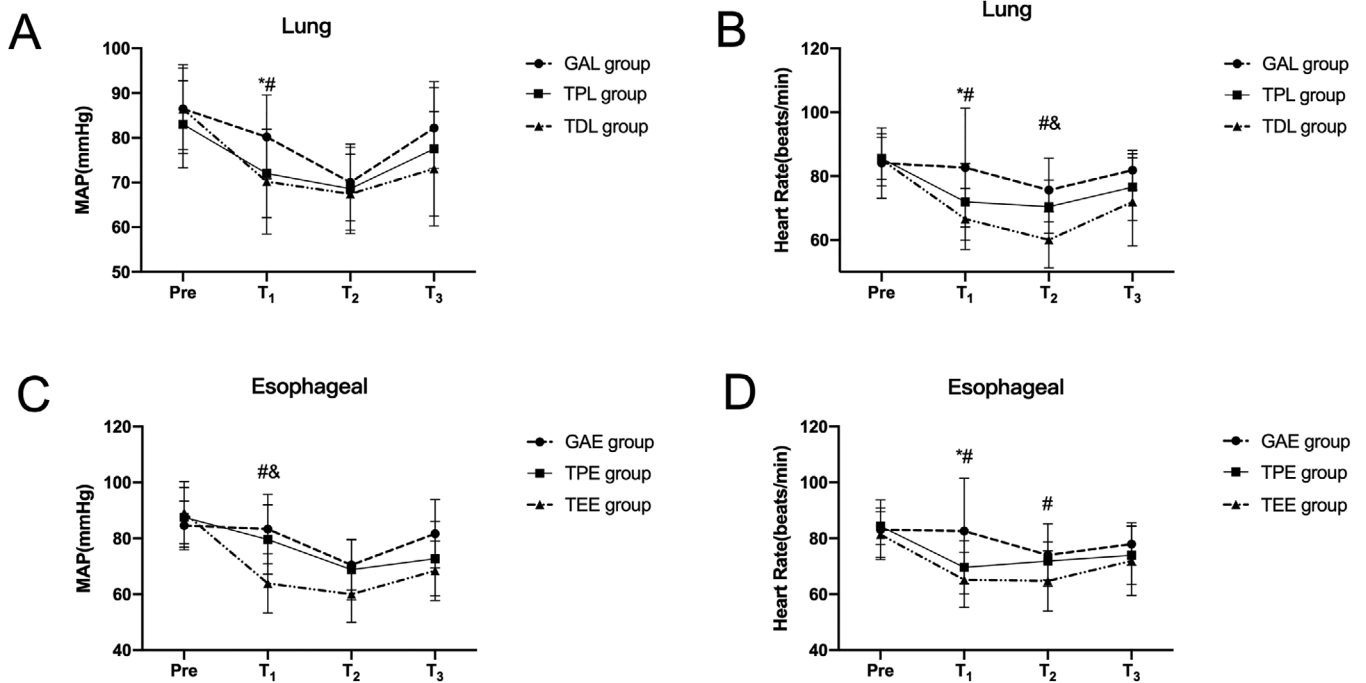 A
Lung
MAP(mmHg)
100
90
80
70
60
50
*#
Pre
T₁
T₂
T₃
GAL group
TPL group
TDL group
B
Lung
Heart Rate(beats/min)
120
100
80
60
*#
#&
Pre
T₁
T₂
T₃
GAL group
TPL group
TDL group
C
Esophageal
MAP(mmHg)
120
100
80
60
40
#&
Pre
T₁
T₂
T₃
GAE group
TPE group
TEE group
D
Esophageal
Heart Rate(beats/min)
120
100
80
60
40
*#
#
Pre
T₁
T₂
T₃
GAE group
TPE group
TEE group